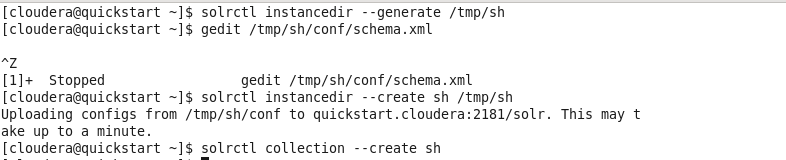 [cloudera@quickstart ~]$ solrctl instancedir --generate /tmp/sh
[cloudera@quickstart ~]$ gedit /tmp/sh/conf/schema.xml
^Z
[1]+  Stopped                 gedit /tmp/sh/conf/schema.xml
[cloudera@quickstart ~]$ solrctl instancedir --create sh /tmp/sh
Uploading configs from /tmp/sh/conf to quickstart.cloudera:2181/solr. This may t
ake up to a minute.
[cloudera@quickstart ~]$ solrctl collection --create sh